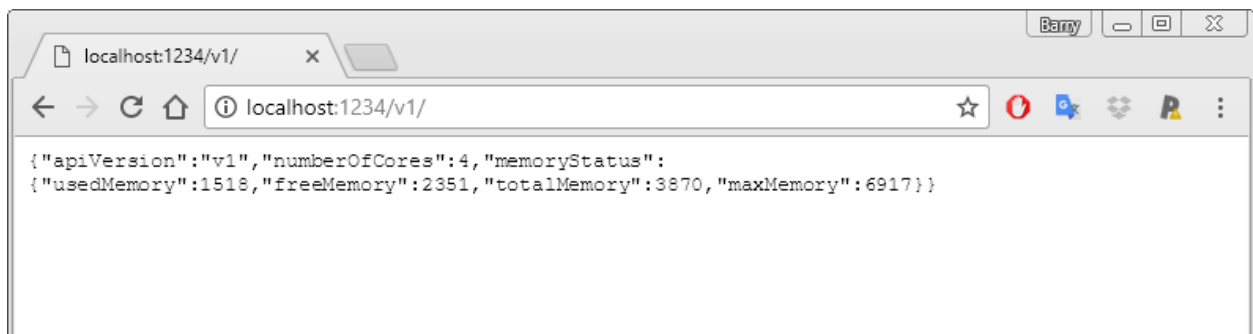 Barry
localhost:1234/v1/
localhost:1234/v1/
{"apiVersion":"v1","numberOfCores":4,"memoryStatus":
{"usedMemory":1518,"freeMemory":2351,"totalMemory":3870,"maxMemory":6917}}